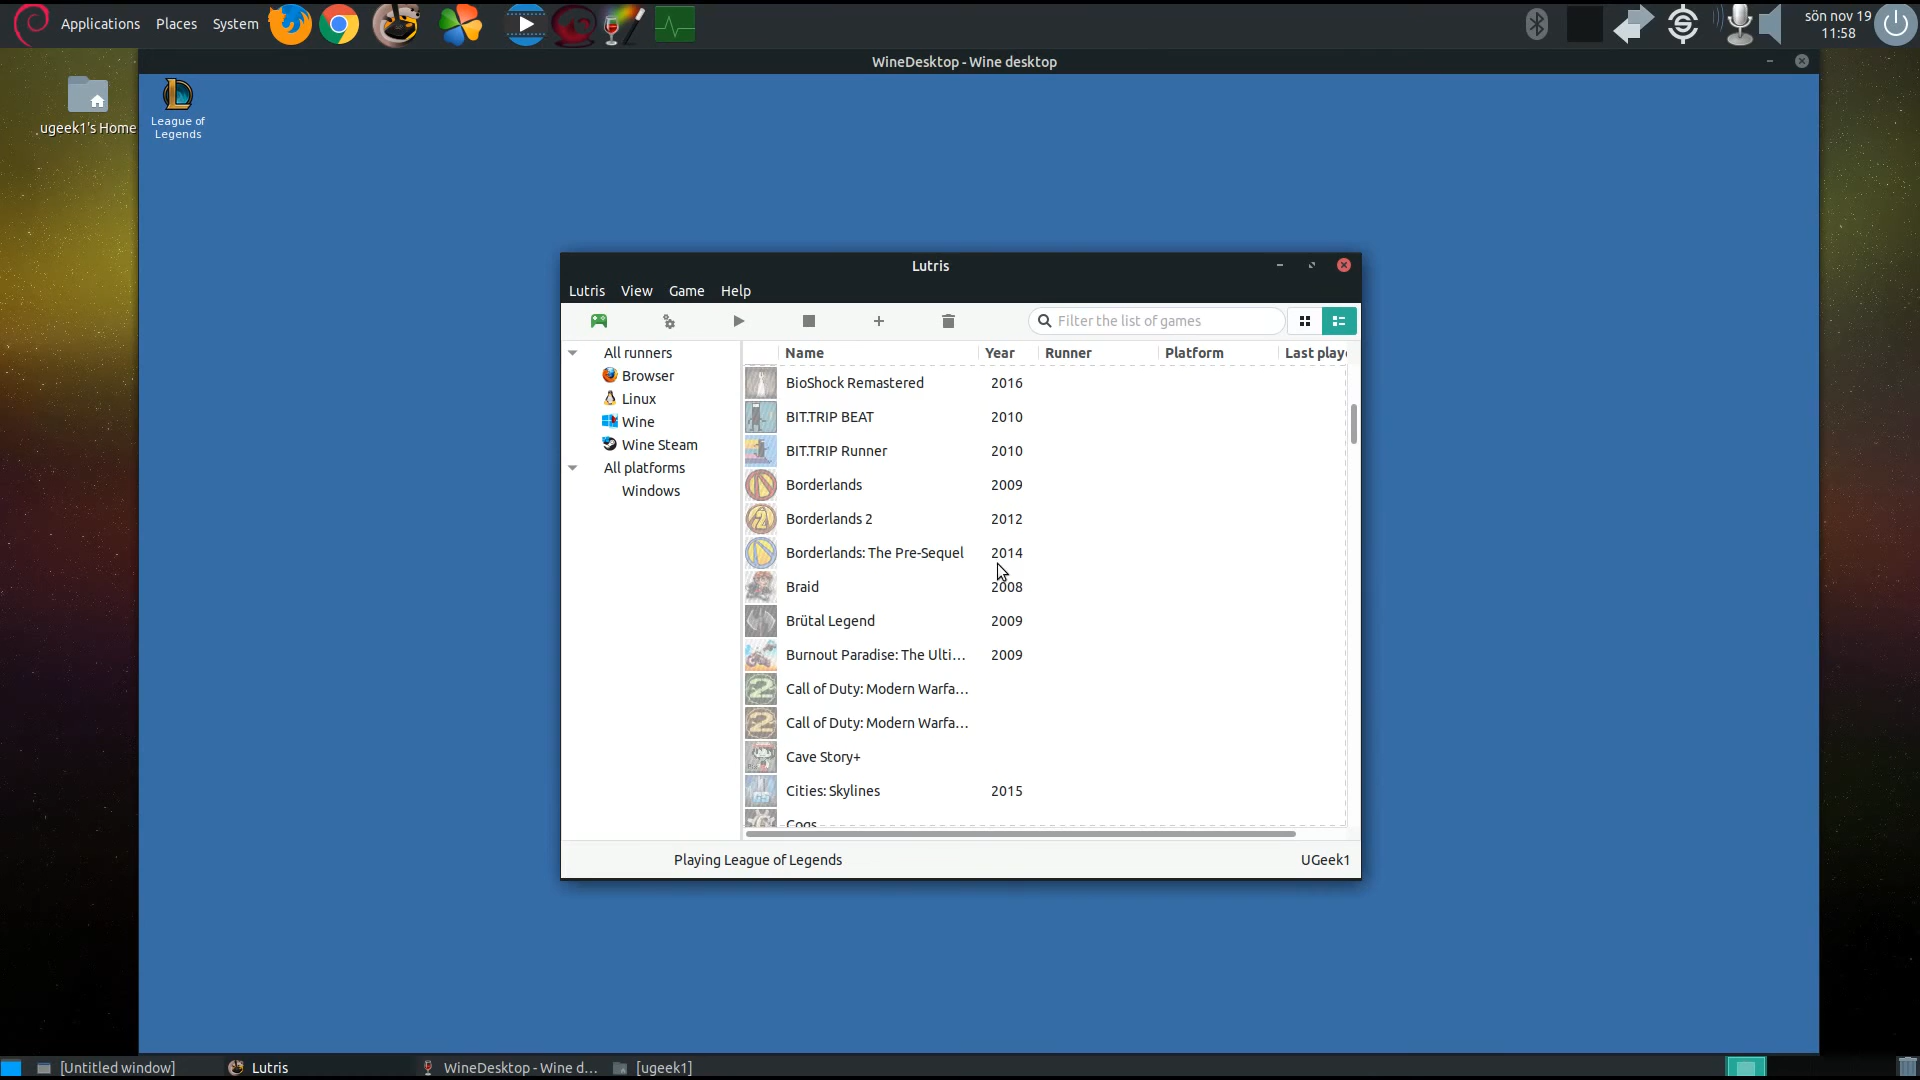 Applications Places System
sön nov 19
11:58
WineDesktop - Wine desktop
ugeek1's Home
League of
Legends
Lutris
Lutris View Game Help
Filter the list of games
All runners
Browser
Linux
Wine
Wine Steam
All platforms
Windows
Name Year Runner Platform Last playe
BioShock Remastered 2016
BIT.TRIP BEAT 2010
BIT.TRIP Runner 2010
Borderlands 2009
Borderlands 2 2012
Borderlands: The Pre-Sequel 2014
Braid 2008
Brütal Legend 2009
Burnout Paradise: The Ulti... 2009
Call of Duty: Modern Warfa...
Call of Duty: Modern Warfa...
Cave Story+
Cities: Skylines 2015
Cogs
Playing League of Legends UGeek1
[Untitled window] Lutris WineDesktop - Wine d... [ugeek1]